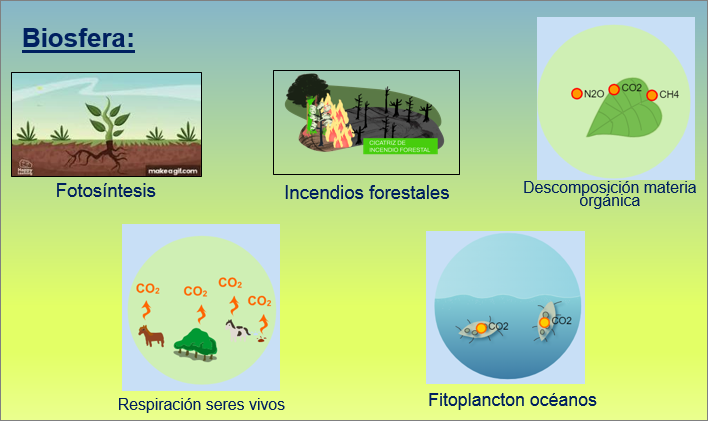 Biosfera:
N2O
CO2
CH4
CICATRIZ DE
INCENDIO FORESTAL
makeagif.com
Fotosíntesis
Incendios forestales
Descomposición materia
orgánica
CO2
CO2
CO2
CO2
CO2
CO2
Respiración seres vivos
Fitoplancton océanos